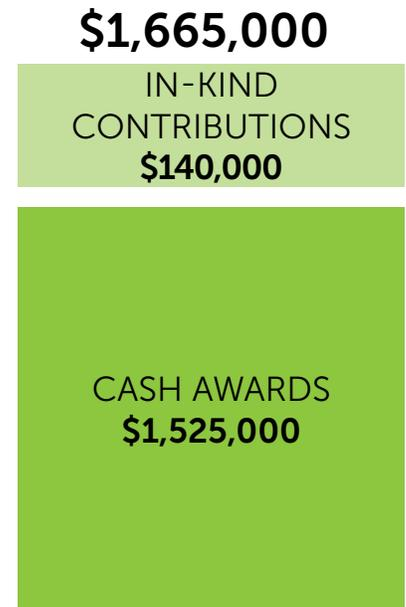 $1,665,000
IN-KIND
CONTRIBUTIONS
$140,000
CASH AWARDS
$1,525,000